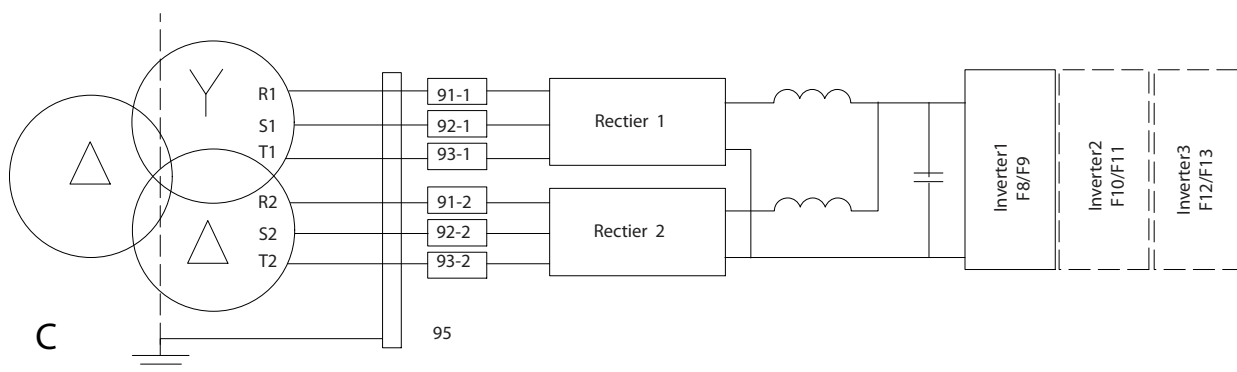 R1
S1
T1
R2
S2
T2
91-1
92-1
93-1
91-2
92-2
93-2
95
Rectier 1
Rectier 2
Inverter1
F8/F9
Inverter2
F10/F11
Inverter3
F12/F13
C